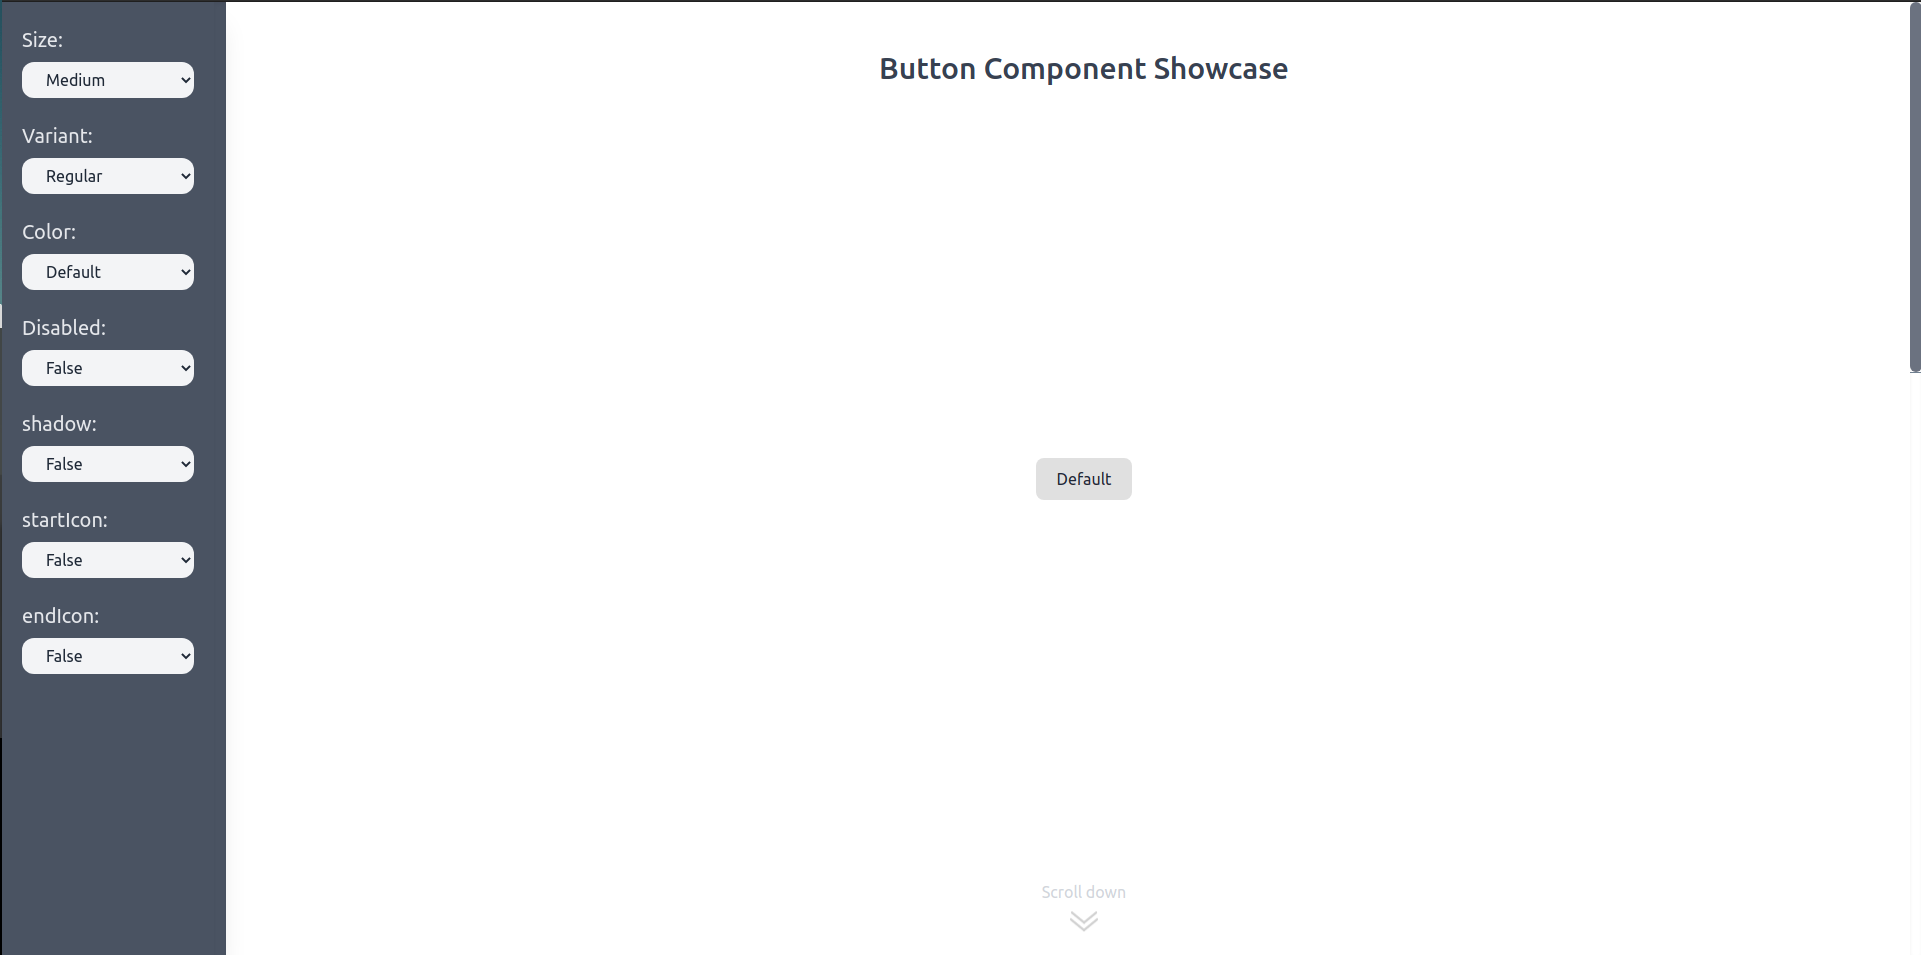 Size:
Medium
Variant:
Regular
Color:
Default
Disabled:
False
shadow:
False
startIcon:
False
endIcon:
False
Button Component Showcase
Default
Scroll down